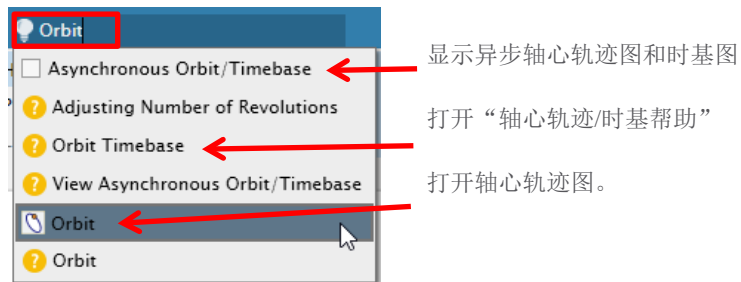 Orbit
Asynchronous Orbit/Timebase
Adjusting Number of Revolutions
Orbit Timebase
View Asynchronous Orbit/Timebase
Orbit
Orbit
显示异步轴心轨迹图和时基图
打开“轴心轨迹/时基帮助”
打开轴心轨迹图。